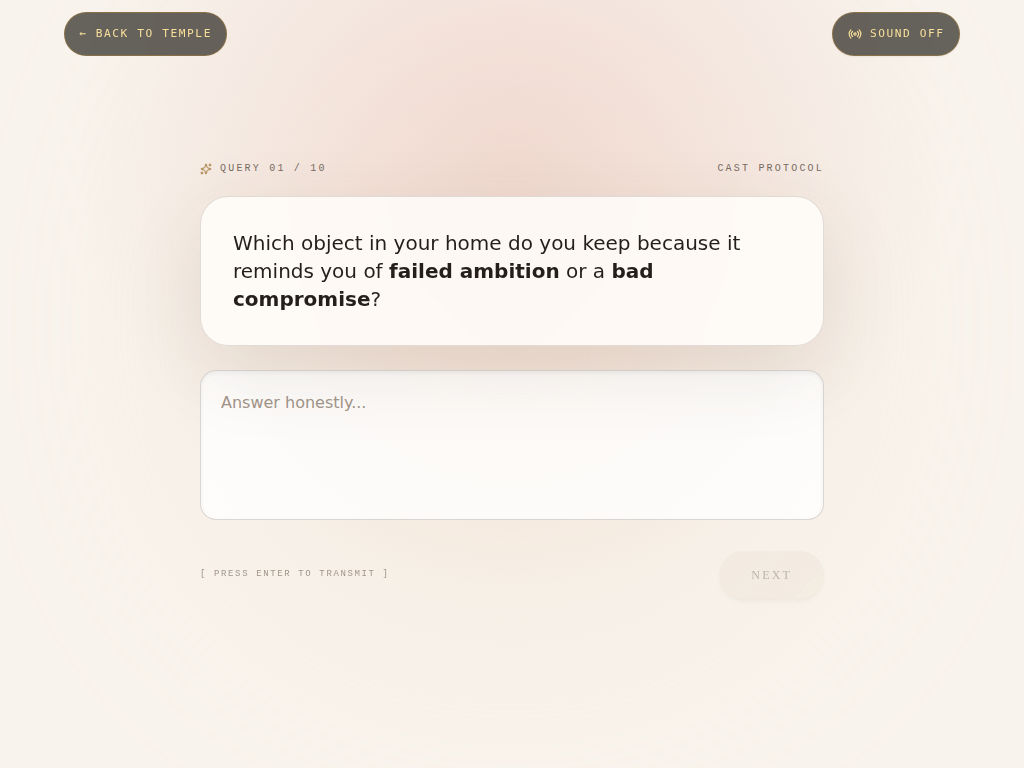 ← BACK TO TEMPLE
SOUND OFF
QUERY 01 / 10
CAST PROTOCOL
Which object in your home do you keep because it
reminds you of failed ambition or a bad
compromise?
Answer honestly...
[ PRESS ENTER TO TRANSMIT ]
NEXT